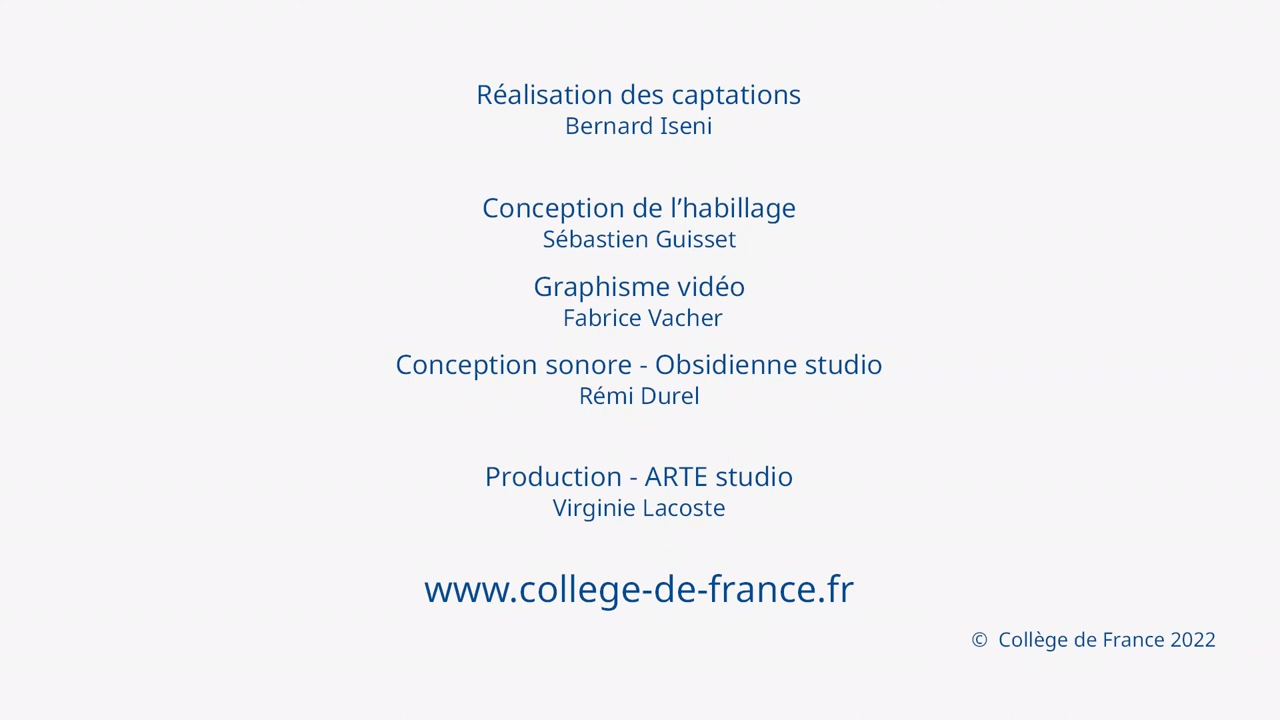 Réalisation des captations
Bernard Iseni
Conception de l’habillage
Sébastien Guisset
Graphisme vidéo
Fabrice Vacher
Conception sonore - Obsidienne studio
Rémi Durel
Production - ARTE studio
Virginie Lacoste
www.college-de-france.fr
© Collège de France 2022